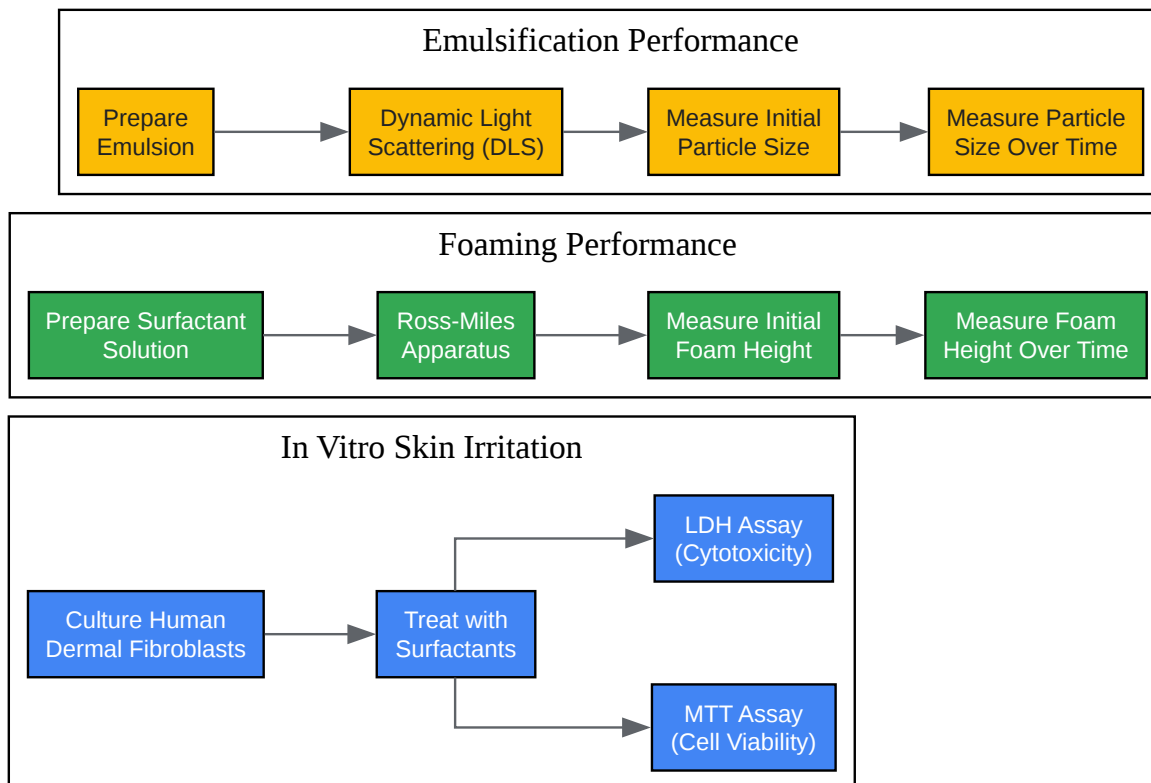 Emulsification Performance
Prepare
Emulsion
Dynamic Light
Scattering (DLS)
Measure Initial
Particle Size
Measure Particle
Size Over Time
Foaming Performance
Prepare Surfactant
Solution
Ross-Miles
Apparatus
Measure Initial
Foam Height
Measure Foam
Height Over Time
In Vitro Skin Irritation
Culture Human
Dermal Fibroblasts
Treat with
Surfactants
LDH Assay
(Cytotoxicity)
MTT Assay
(Cell Viability)